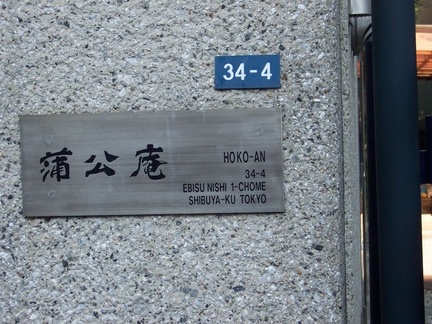 34-4
蒲公庵
HOKO-AN
34-4
EBISU NISHI 1-CHOME
SHIBUYA-KU TOKYO